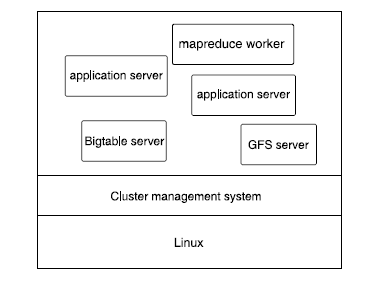 mapreduce worker
application server
application server
Bigtable server
GFS server
Cluster management system
Linux